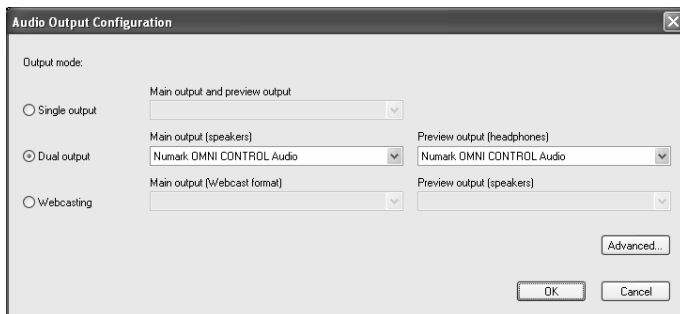 Audio Output Configuration
Output mode:
Main output and preview output
Single output
Main output (speakers)
Preview output (headphones)
Dual output
Numark OMNI CONTROL Audio
Numark OMNI CONTROL Audio
Main output (Webcast format)
Preview output (speakers)
Webcasting
Advanced...
OK
Cancel